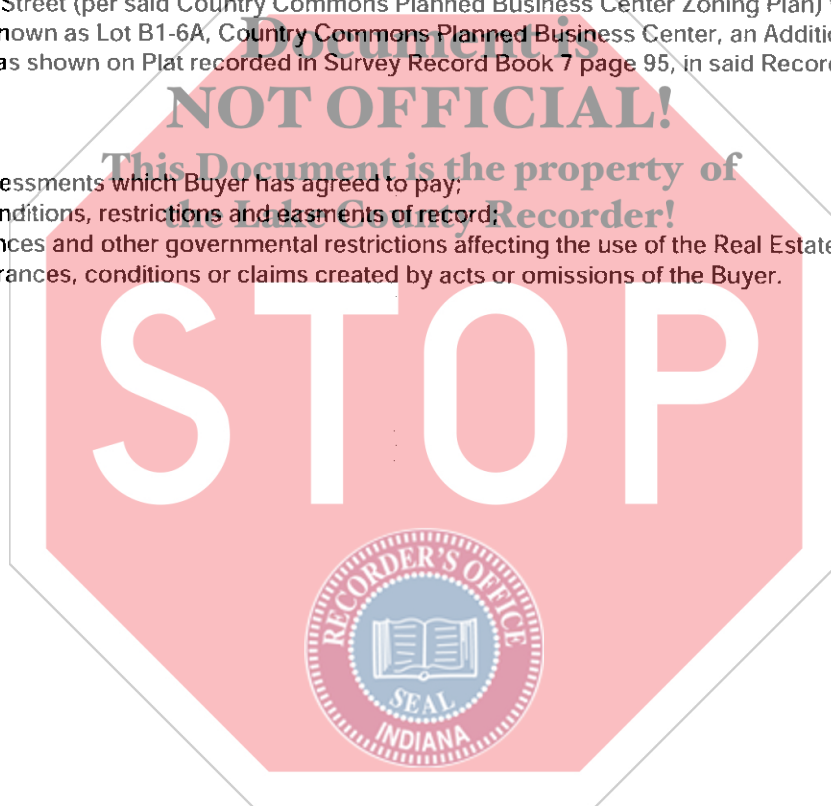 Street (per said Country Commons Planned Business Center Zoning Plan)
nown as Lot B1-6A, Country Commons Planned Business Center, an Additio
as shown on Plat recorded in Survey Record Book 7 page 95, in said Recor
Document is
NOT OFFICIAL!
This Document is the property of
the Lake County Recorder!
essments which Buyer has agreed to pay;
nditions, restrictions and easments of record;
nces and other governmental restrictions affecting the use of the Real Estate
rances, conditions or claims created by acts or omissions of the Buyer.
STOP
RECORDER'S OFFICE
SEAL
INDIANA